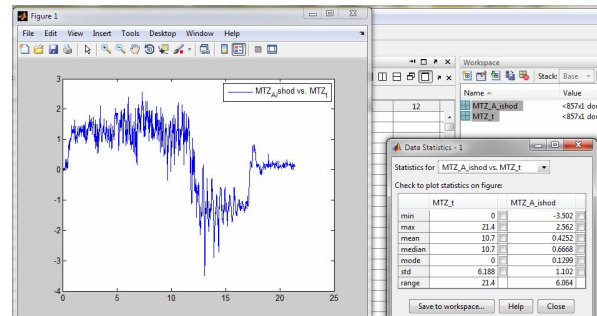 Figure 1
File Edit View Insert Tools Desktop Window Help
MTZ_A_ishod vs. MTZ_t
3
2
1
0
-1
-2
-3
-4
0 5 10 15 20 25
12
Workspace
Stack: Base
Name Value
MTZ_A_ishod <857x1 dou
MTZ_t <857x1 dou
Data Statistics - 1
Statistics for MTZ_A_ishod vs. MTZ_t
Check to plot statistics on figure:
MTZ_t MTZ_A_ishod
min 0 -3.502
max 21.4 2.562
mean 10.7 0.4252
median 10.7 0.6668
mode 0 0.1299
std 6.188 1.102
range 21.4 6.064
Save to workspace... Help Close